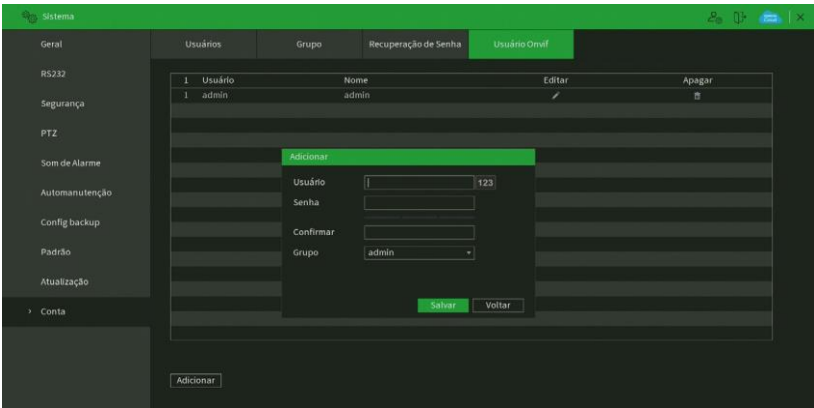 Sistema
Geral
RS232
Segurança
PTZ
Som de Alarme
Automanutenção
Config backup
Padrão
Atualização
Conta
Usuários Grupo Recuperação de Senha Usuário Onvif
1 Usuário Nome Editar Apagar
1 admin admin
Adicionar
Usuário 123
Senha
Confirmar
Grupo admin
Salvar Voltar
Adicionar